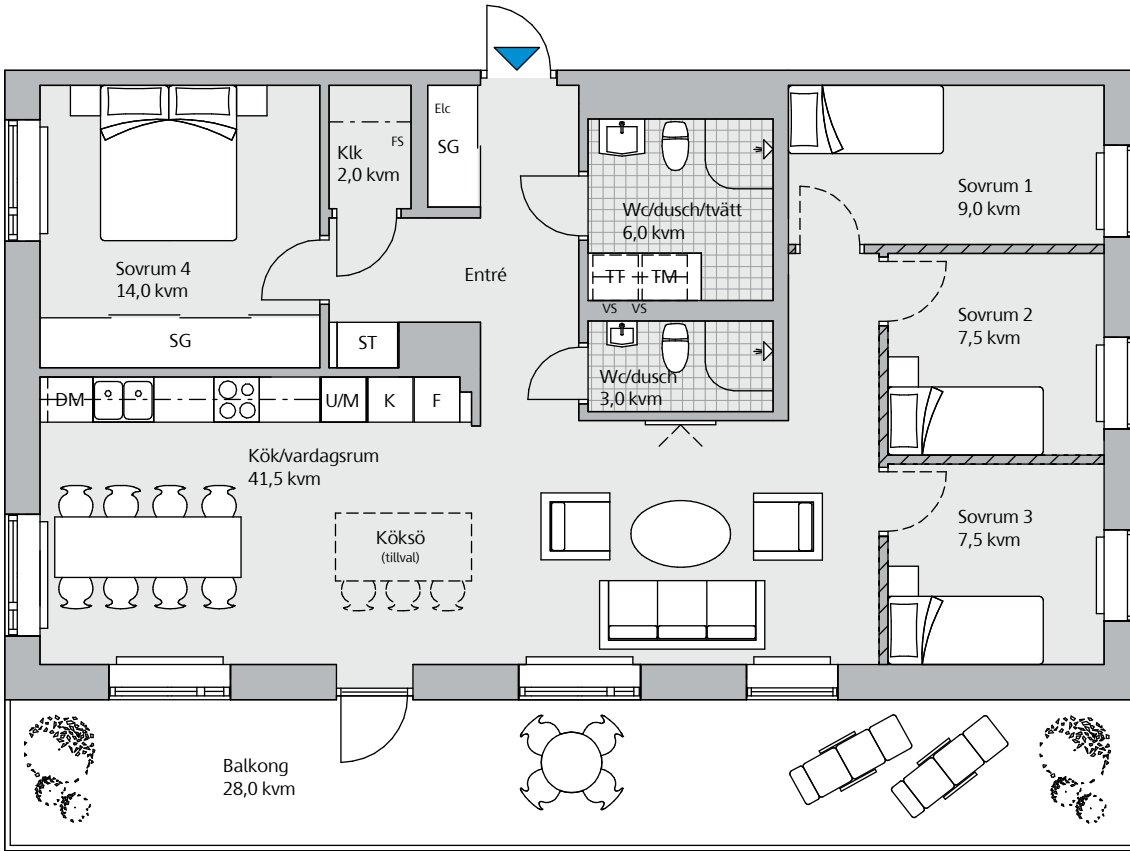 Elc
SG
FS
Klk
2,0 kvm
Sovrum 1
9,0 kvm
Wc/dusch/tvätt
6,0 kvm
Sovrum 4
14,0 kvm
Entré
TT
TM
VS
VS
SG
ST
Sovrum 2
7,5 kvm
Wc/dusch
3,0 kvm
DM
U/M
K
F
Kök/vardagsrum
41,5 kvm
Köksö
(tillval)
Sovrum 3
7,5 kvm
Balkong
28,0 kvm